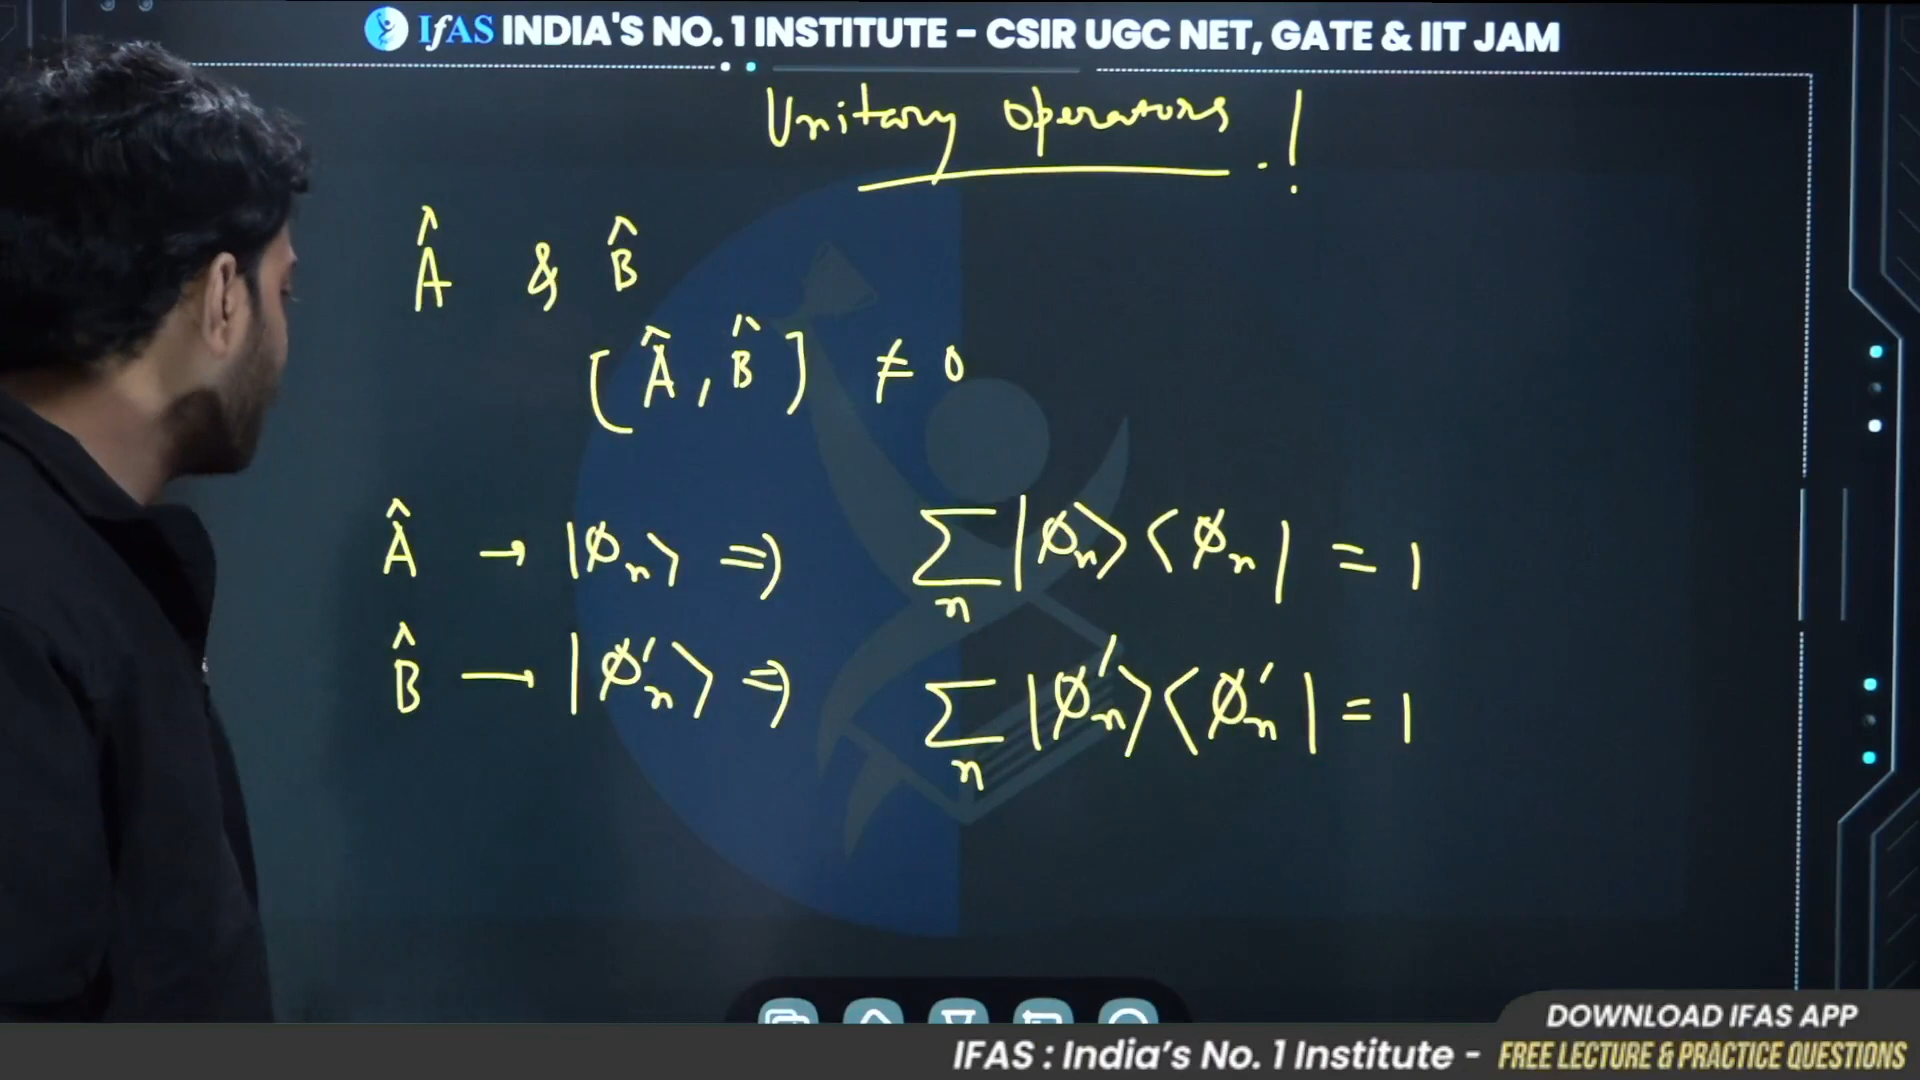 IfAS INDIA'S NO. 1 INSTITUTE – CSIR UGC NET, GATE & IIT JAM
Unitary operators . !
Â & B̂
[Â, B̂] ≠ 0
Â → |ϕₙ⟩ ⇒ ∑ₙ |ϕₙ⟩⟨ϕₙ| = 1
B̂ → |ϕ'ₙ⟩ ⇒ ∑ₙ |ϕ'ₙ⟩⟨ϕ'ₙ| = 1
DOWNLOAD IFAS APP
IFAS : India's No. 1 Institute - FREE LECTURE & PRACTICE QUESTIONS